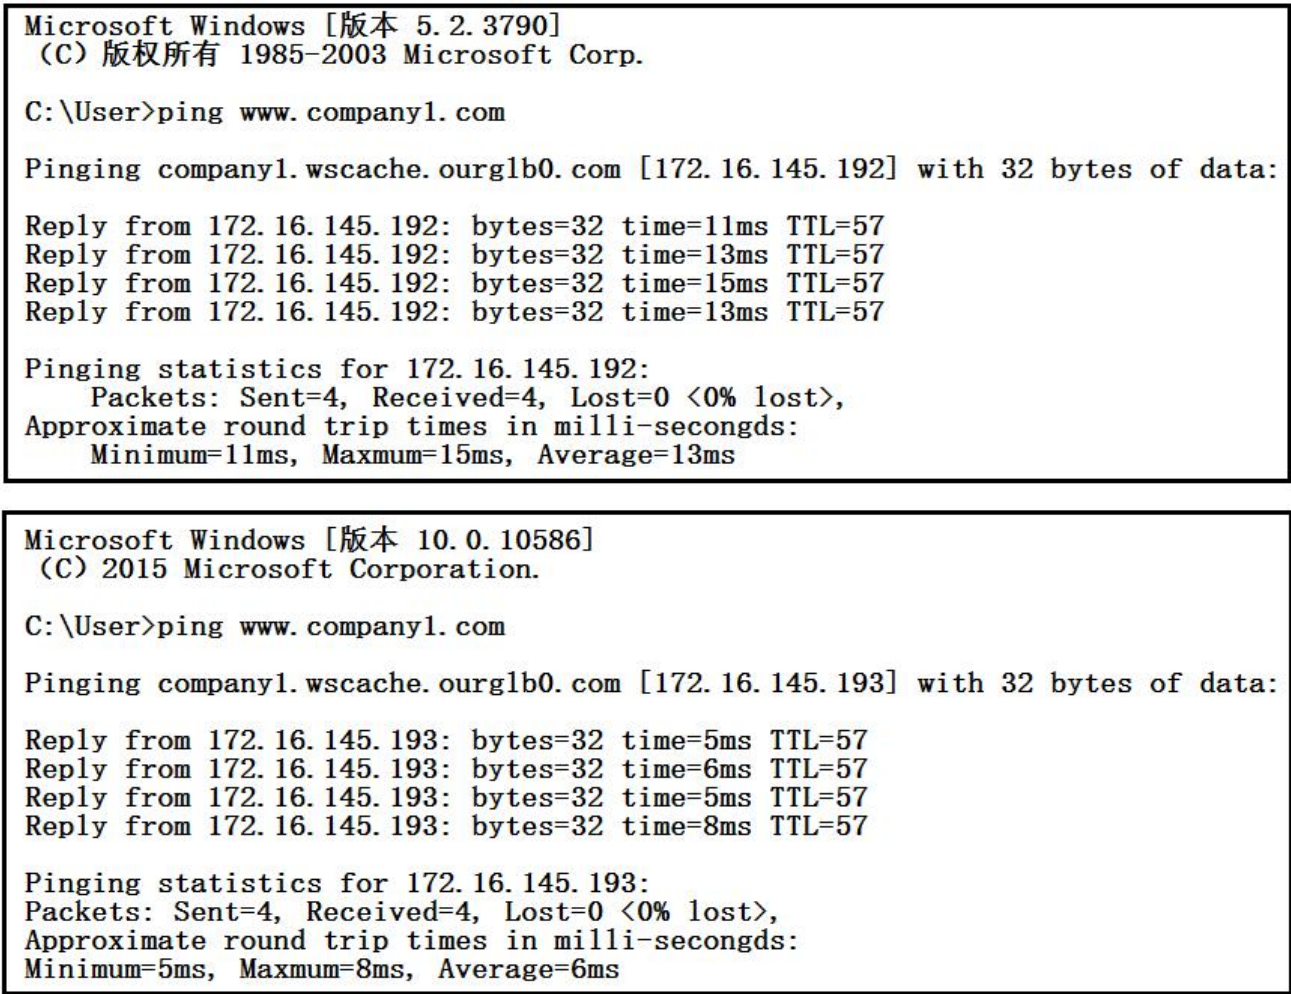 Microsoft Windows [版本 5.2.3790]
(C) 版权所有 1985-2003 Microsoft Corp.
C:\User>ping www.company1.com
Pinging company1.wscache.ourglb0.com [172.16.145.192] with 32 bytes of data:
Reply from 172.16.145.192: bytes=32 time=11ms TTL=57
Reply from 172.16.145.192: bytes=32 time=13ms TTL=57
Reply from 172.16.145.192: bytes=32 time=15ms TTL=57
Reply from 172.16.145.192: bytes=32 time=13ms TTL=57
Pinging statistics for 172.16.145.192:
Packets: Sent=4, Received=4, Lost=0 <0% lost>,
Approximate round trip times in milli-secongds:
Minimum=11ms, Maxmum=15ms, Average=13ms
Microsoft Windows [版本 10.0.10586]
(C) 2015 Microsoft Corporation.
C:\User>ping www.company1.com
Pinging company1.wscache.ourglb0.com [172.16.145.193] with 32 bytes of data:
Reply from 172.16.145.193: bytes=32 time=5ms TTL=57
Reply from 172.16.145.193: bytes=32 time=6ms TTL=57
Reply from 172.16.145.193: bytes=32 time=5ms TTL=57
Reply from 172.16.145.193: bytes=32 time=8ms TTL=57
Pinging statistics for 172.16.145.193:
Packets: Sent=4, Received=4, Lost=0 <0% lost>,
Approximate round trip times in milli-secongds:
Minimum=5ms, Maxmum=8ms, Average=6ms